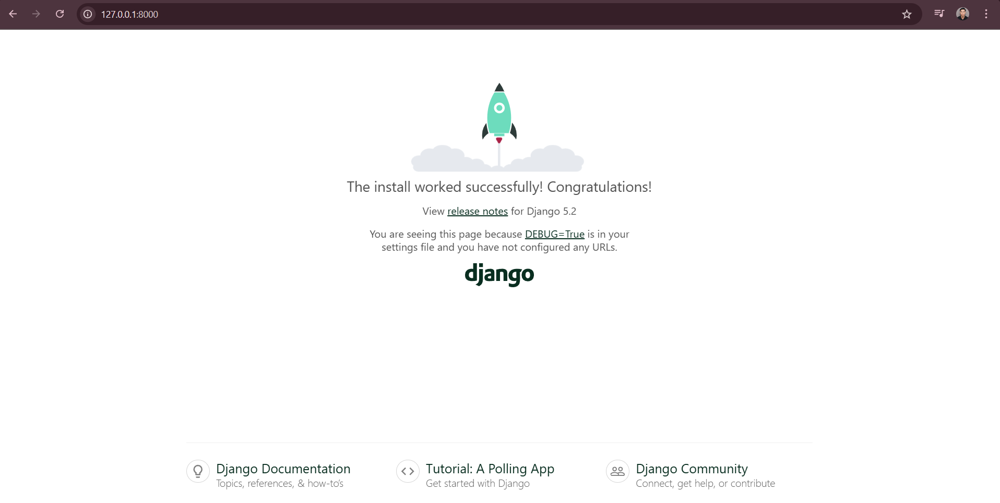 127.0.0.1:8000
The install worked successfully! Congratulations!
View release notes for Django 5.2
You are seeing this page because DEBUG=True is in your
settings file and you have not configured any URLs.
django
Django Documentation
Topics, references, & how-to’s
Tutorial: A Polling App
Get started with Django
Django Community
Connect, get help, or contribute